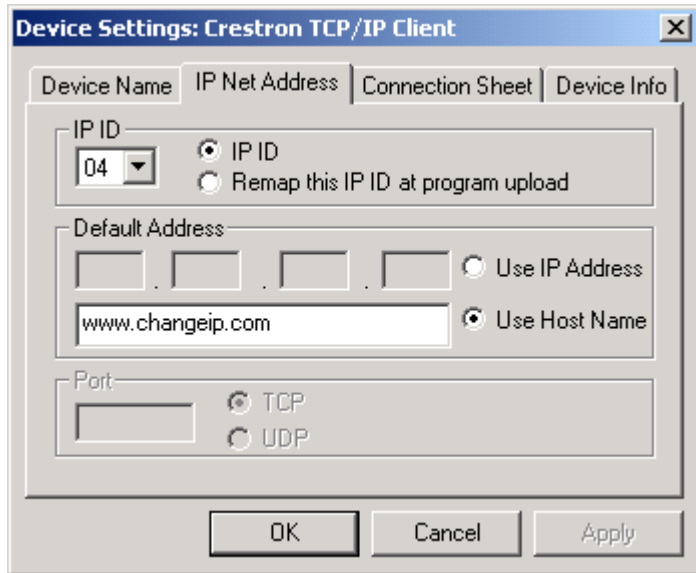 Device Settings: Crestron TCP/IP Client
Device Name IP Net Address Connection Sheet Device Info
IP ID
04 IP ID
Remap this IP ID at program upload
Default Address
. . . Use IP Address
www.changeip.com Use Host Name
Port
TCP
UDP
OK Cancel Apply